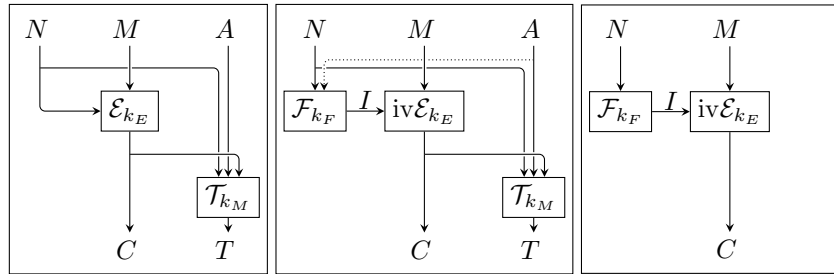 N M A N M A N M
𝓔_{k_E} 𝓕_{k_F} I iv𝓔_{k_E} 𝓕_{k_F} I iv𝓔_{k_E}
𝓣_{k_M} 𝓣_{k_M}
C T C T C